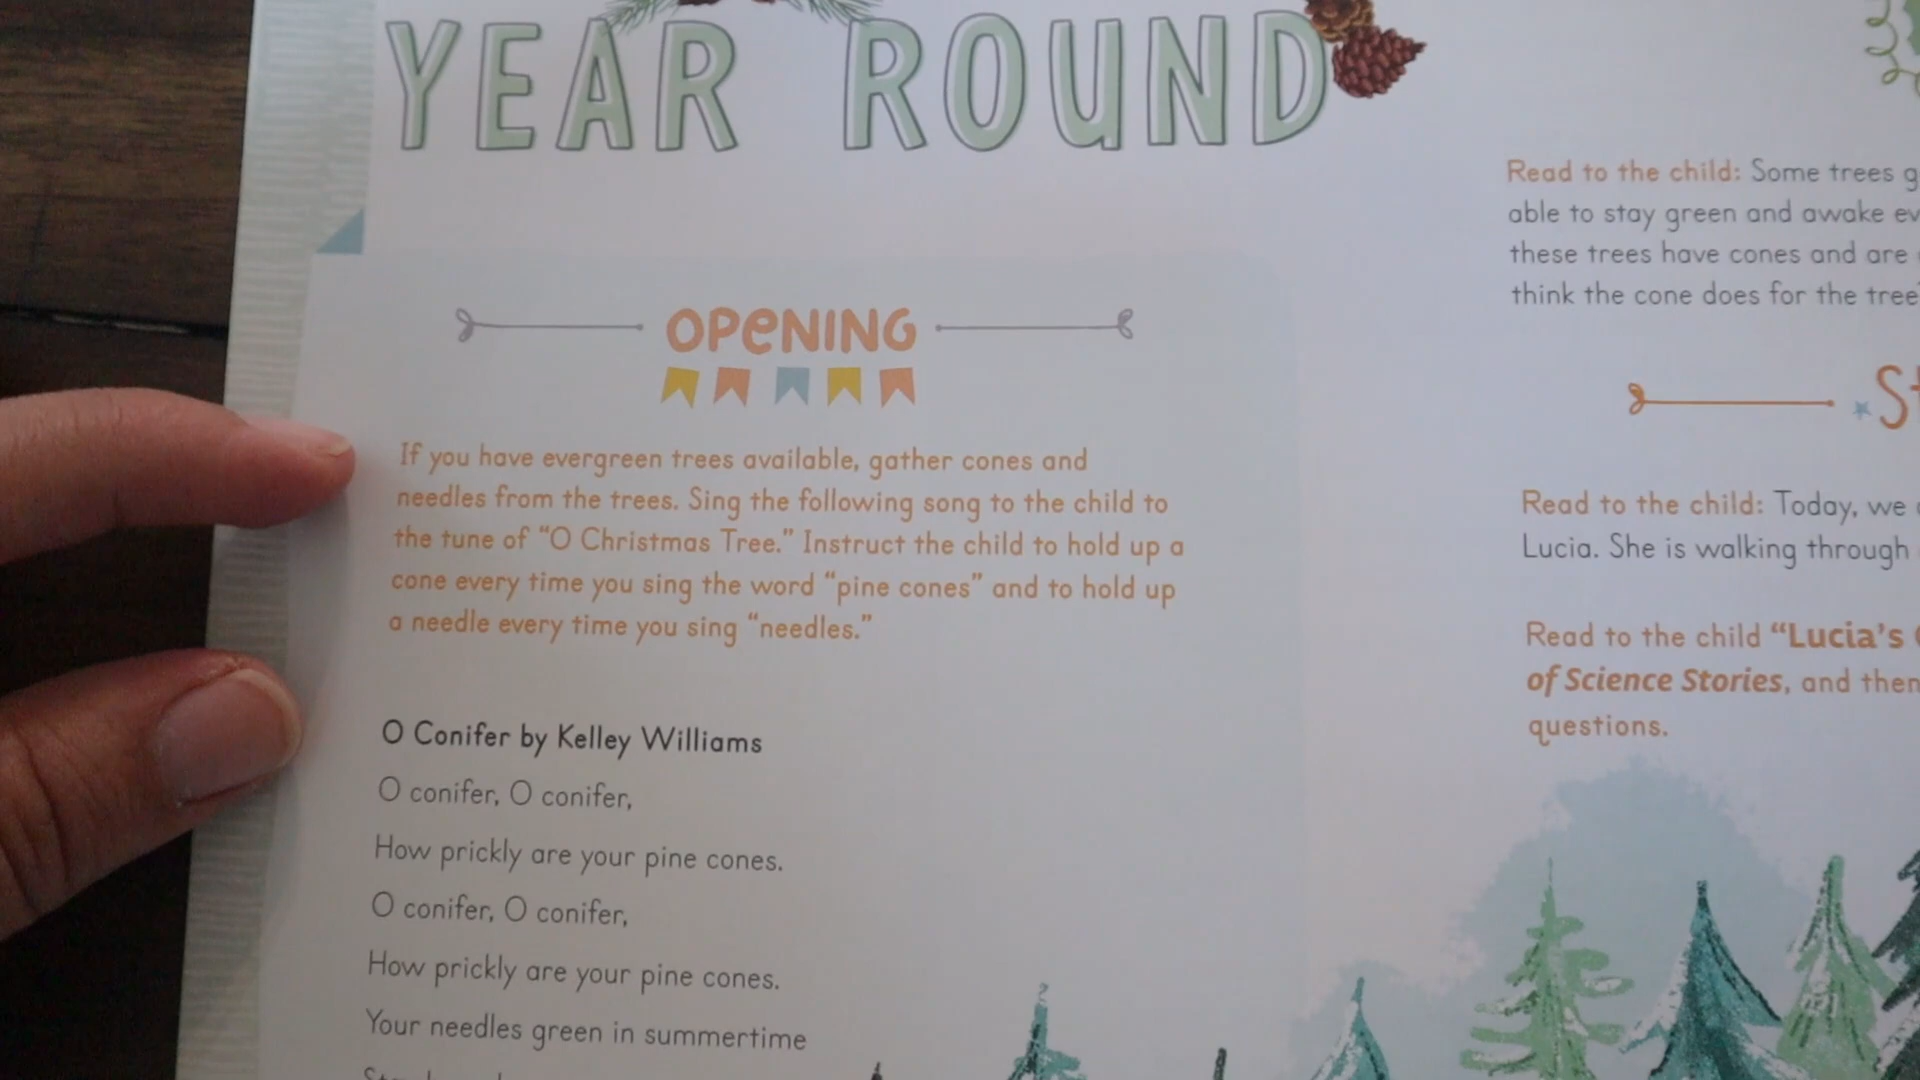 YEAR ROUND
OPENING
If you have evergreen trees available, gather cones and
needles from the trees. Sing the following song to the child to
the tune of “O Christmas Tree.” Instruct the child to hold up a
cone every time you sing the word “pine cones” and to hold up
a needle every time you sing “needles.”
O Conifer by Kelley Williams
O conifer, O conifer,
How prickly are your pine cones.
O conifer, O conifer,
How prickly are your pine cones.
Your needles green in summertime
Read to the child: Some trees
able to stay green and awake
these trees have cones and are
think the cone does for the tree
Read to the child: Today, we
Lucia. She is walking through
Read to the child “Lucia’s
of Science Stories, and then
questions.